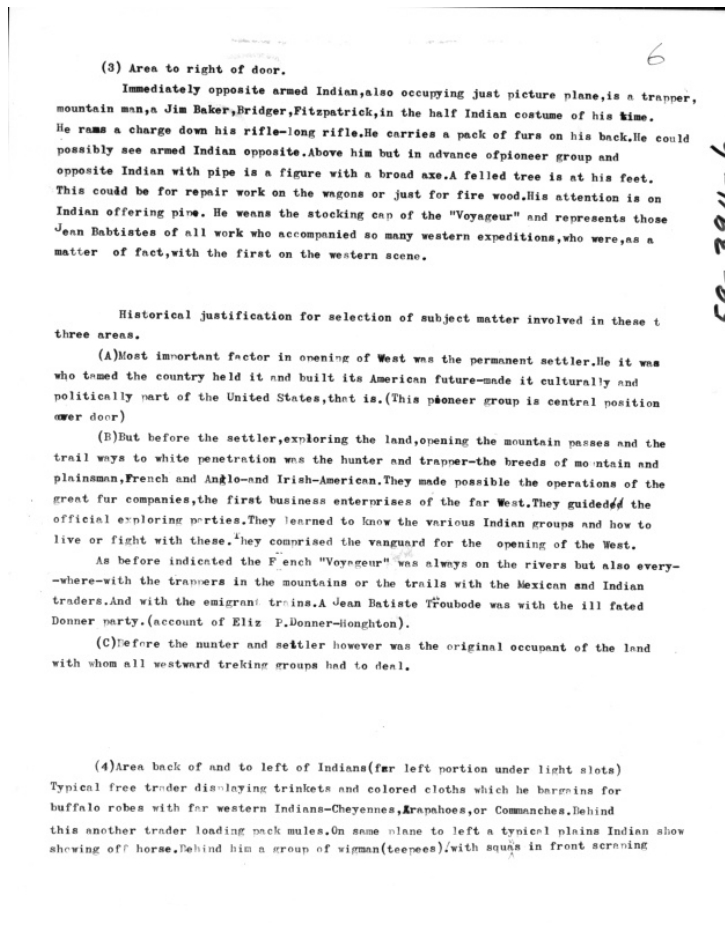 6
(3) Area to right of door.
Immediately opposite armed Indian,also occupying just picture plane,is a trapper,
mountain man,a Jim Baker,Bridger,Fitzpatrick,in the half Indian costume of his time.
He rams a charge down his rifle-long rifle.He carries a pack of furs on his back.He could
possibly see armed Indian opposite.Above him but in advance ofpioneer group and
opposite Indian with pipe is a figure with a broad axe.A felled tree is at his feet.
This could be for repair work on the wagons or just for fire wood.His attention is on
Indian offering pipe. He weans the stocking cap of the "Voyageur" and represents those
Jean Babtistes of all work who accompanied so many western expeditions,who were,as a
matter of fact,with the first on the western scene.
Historical justification for selection of subject matter involved in these t
three areas.
(A)Most important factor in opening of West was the permanent settler.He it was
who tamed the country held it and built its American future-made it culturally and
politically part of the United States,that is.(This pioneer group is central position
over door)
(B)But before the settler,exploring the land,opening the mountain passes and the
trail ways to white penetration was the hunter and trapper-the breeds of mountain and
plainsman,French and Anglo-and Irish-American.They made possible the operations of the
great fur companies,the first business enterprises of the far West.They guided the
official exploring parties.They learned to know the various Indian groups and how to
live or fight with these.They comprised the vanguard for the opening of the West.
As before indicated the F ench "Voyageur" was always on the rivers but also every-
-where-with the trappers in the mountains or the trails with the Mexican and Indian
traders.And with the emigrant trains.A Jean Batiste Troubode was with the ill fated
Donner party.(account of Eliz P.Donner-Honghton).
(C)Before the nunter and settler however was the original occupant of the land
with whom all westward treking groups had to deal.
(4)Area back of and to left of Indians(far left portion under light slots)
Typical free trader displaying trinkets and colored cloths which he bargains for
buffalo robes with far western Indians-Cheyennes,Arapahoes,or Commanches.Behind
this another trader loading pack mules.On same plane to left a typical plains Indian show
shewing off horse.Behind him a group of wigman(teepees).with squas in front scraping